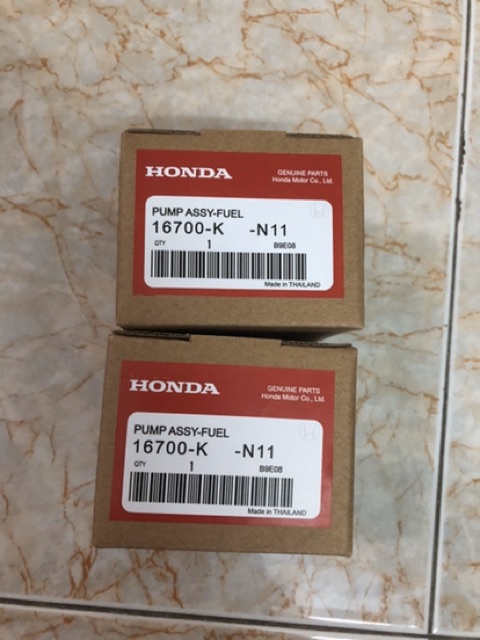 HONDA
GENUINE PARTS
Honda Motor Co., Ltd.
PUMP ASSY-FUEL
16700-K -N11
QTY 1 B9E08
Made in THAILAND
HONDA
GENUINE PARTS
Honda Motor Co., Ltd.
PUMP ASSY-FUEL
16700-K -N11
QTY 1 B9E08
Made in THAILAND